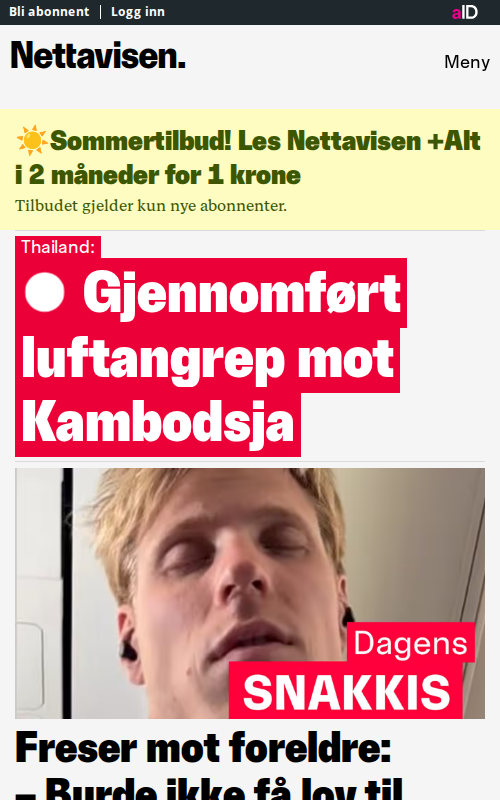 Bli abonnent | Logg inn
aID
Nettavisen.
Meny
☀️Sommertilbud! Les Nettavisen +Alt
i 2 måneder for 1 krone
Tilbudet gjelder kun nye abonnenter.
Thailand:
Gjennomført
luftangrep mot
Kambodsja
Dagens
SNAKKIS
Freser mot foreldre:
– Burde ikke få lov til